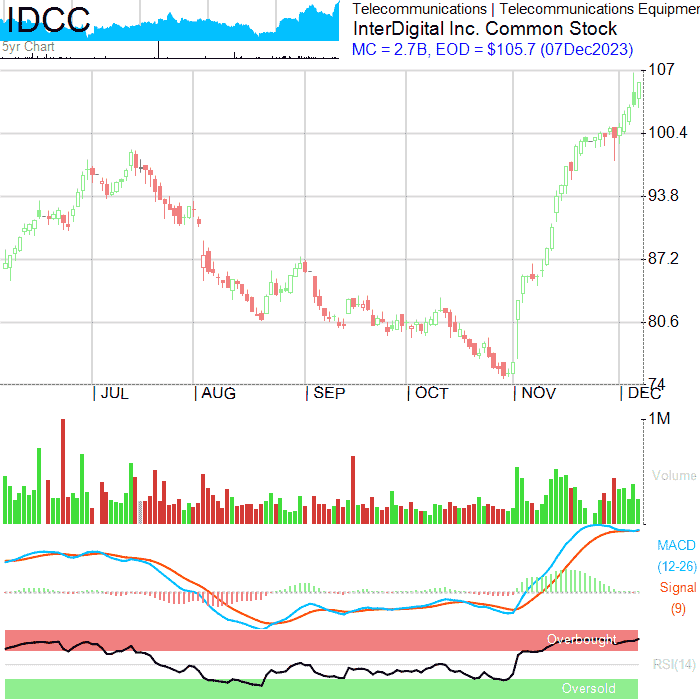 IDCC
5yr Chart
Telecommunications | Telecommunications Equipmen
InterDigital Inc. Common Stock
MC = 2.7B, EOD = $105.7 (07Dec2023)
107
100.4
93.8
87.2
80.6
74
| JUL | AUG | SEP | OCT | NOV | DEC
1M
Volume
MACD
(12-26)
Signal
(9)
Overbought
RSI(14)
Oversold